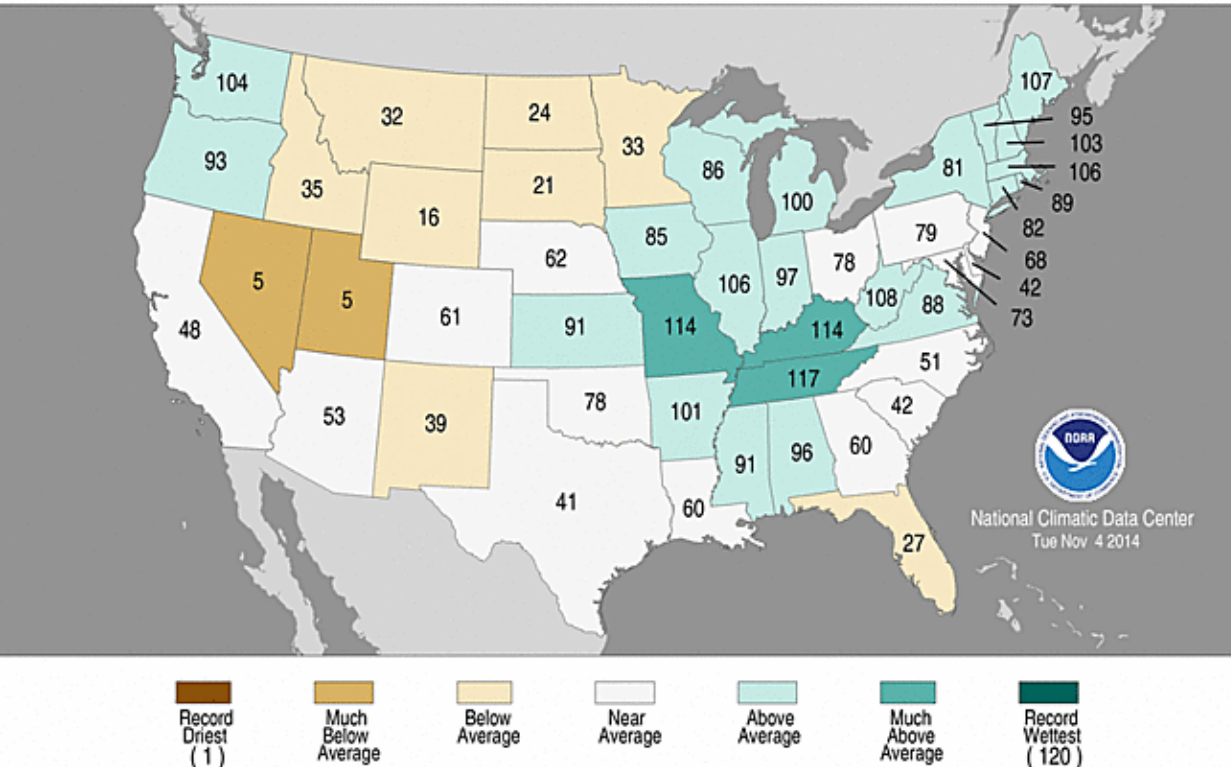 104
107
32
24
95
33
103
93
86
81
106
35
21
100
89
16
82
85
79
62
78
68
5
106
97
108
42
5
88
73
61
91
114
114
48
51
117
53
78
101
42
39
91
96
60
41
60
27
NOAA
National Climatic Data Center
Tue Nov 4 2014
Record
Driest
( 1 )
Much
Below
Average
Below
Average
Near
Average
Above
Average
Much
Above
Average
Record
Wettest
( 120 )